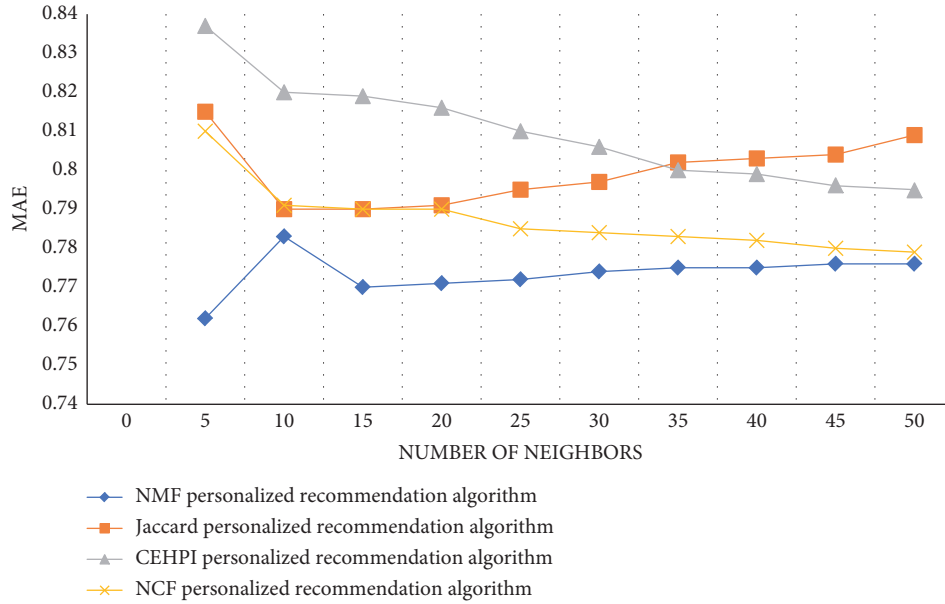 0.84
0.83
0.82
0.81
0.8
0.79
0.78
0.77
0.76
0.75
0.74
MAE
0 5 10 15 20 25 30 35 40 45 50
NUMBER OF NEIGHBORS
NMF personalized recommendation algorithm
Jaccard personalized recommendation algorithm
CEHPI personalized recommendation algorithm
NCF personalized recommendation algorithm